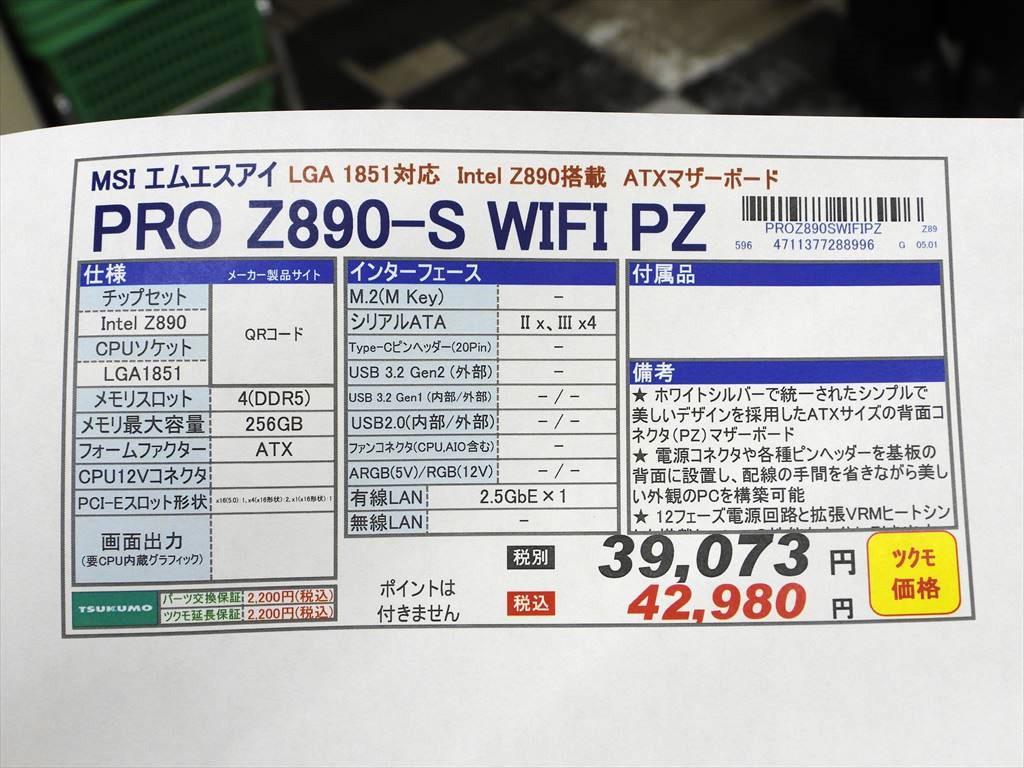 MSI エムエスアイ LGA 1851対応 Intel Z890搭載 ATXマザーボード
PRO Z890-S WIFI PZ
PROZ890SWIFIPZ Z89
596 4711377288996 G 05.01
仕様 メーカー製品サイト
チップセット
Intel Z890
QRコード
CPUソケット
LGA1851
メモリスロット 4(DDR5)
メモリ最大容量 256GB
フォームファクター ATX
CPU12Vコネクタ
PCI-Eスロット形状 x16(5.0):1,x4(x16形状):2,x1(x16形状):1
画面出力
(要CPU内蔵グラフィック)
インターフェース
M.2(M Key) -
シリアルATA Ⅱ x、Ⅲ x4
Type-Cピンヘッダー(20Pin) -
USB 3.2 Gen2 (外部) -
USB 3.2 Gen1 (内部/外部) - / -
USB2.0(内部/外部) - / -
ファンコネクタ(CPU,AIO含む) -
ARGB(5V)/RGB(12V) - / -
有線LAN 2.5GbE×1
無線LAN -
付属品
備考
★ ホワイトシルバーで統一されたシンプルで
美しいデザインを採用したATXサイズの背面コ
ネクタ(PZ)マザーボード
★ 電源コネクタや各種ピンヘッダーを基板の
背面に設置し、配線の手間を省きながら美し
い外観のPCを構築可能
★ 12フェーズ電源回路と拡張VRMヒートシン
TSUKUMO
パーツ交換保証:2,200円(税込)
ツクモ延長保証:2,200円(税込)
ポイントは
付きません
税別 39,073 円
税込 42,980 円
ツクモ
価格